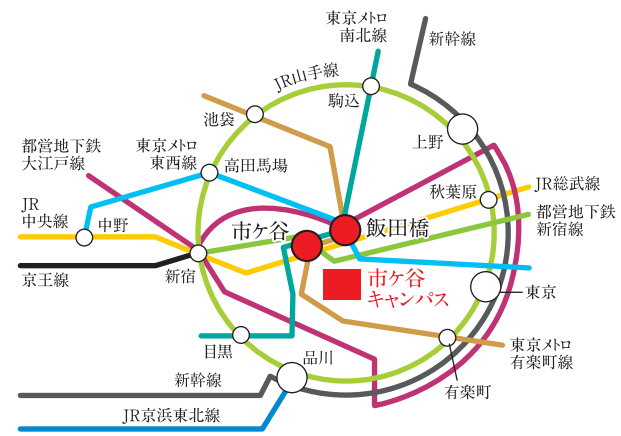 東京メトロ
南北線
新幹線
JR山手線
駒込
池袋
上野
都営地下鉄
大江戸線
東京メトロ
東西線
高田馬場
秋葉原
JR総武線
都営地下鉄
新宿線
JR
中央線
中野
市ケ谷
飯田橋
京王線
新宿
市ケ谷
キャンパス
東京
目黒
品川
東京メトロ
有楽町線
有楽町
新幹線
JR京浜東北線